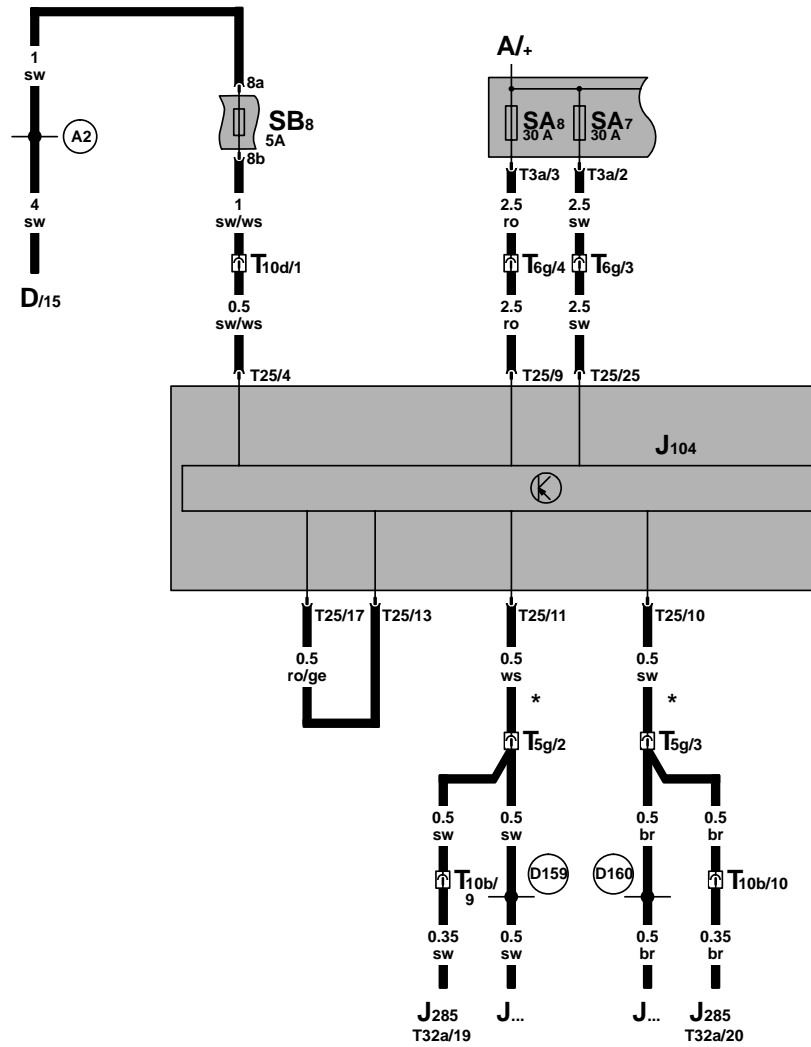 1
sw
A2
4
sw
D/15
8a
SB8
5A
8b
1
sw/ws
T10d/1
0.5
sw/ws
T25/4
A/+
SA8
30 A
SA7
30 A
T3a/3
T3a/2
2.5
ro
2.5
sw
T6g/4
T6g/3
2.5
ro
2.5
sw
T25/9
T25/25
J104
T25/17
T25/13
T25/11
T25/10
0.5
ro/ge
0.5
ws
0.5
sw
*
*
T5g/2
T5g/3
0.5
sw
0.5
sw
0.5
br
0.5
br
T10b/
9
D159
D160
T10b/10
0.35
sw
0.5
sw
0.5
br
0.35
br
J285
T32a/19
J...
J...
J285
T32a/20